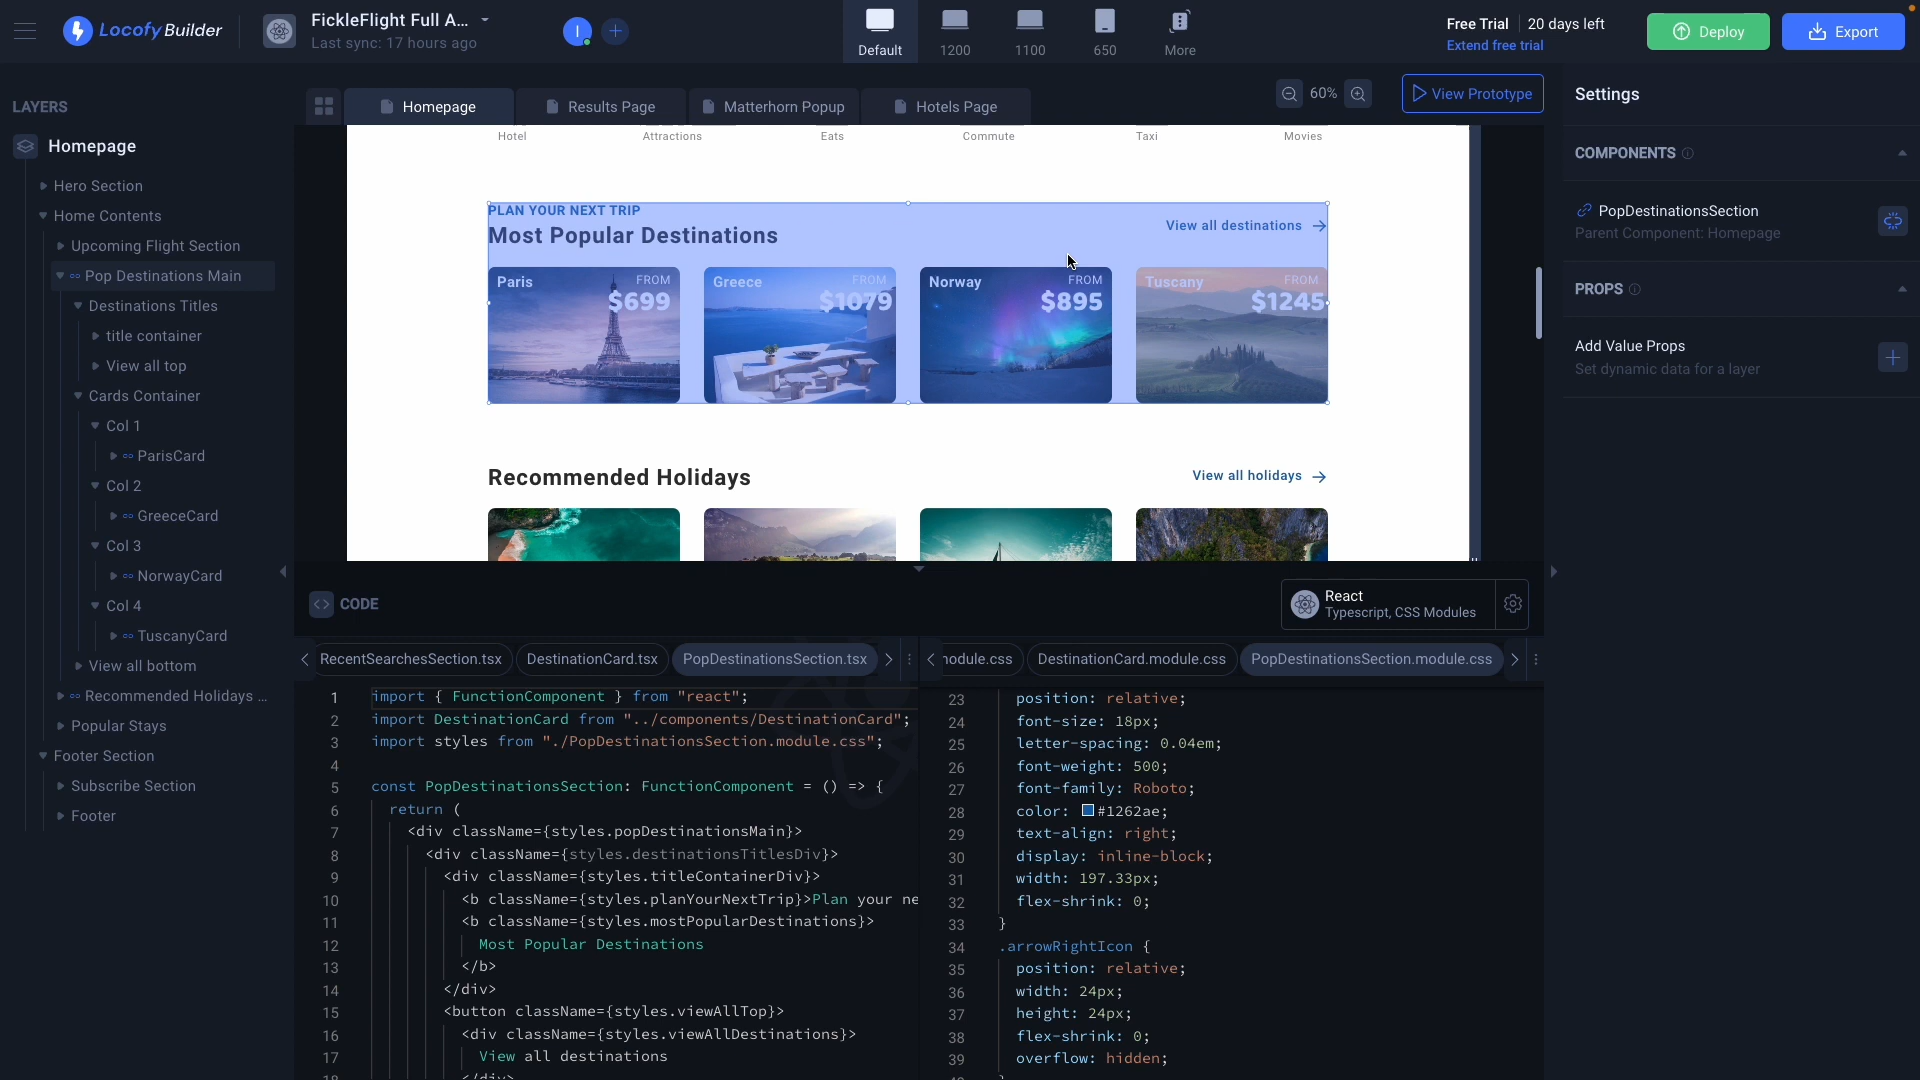 Locofy Builder
FickleFlight Full A...
Last sync: 17 hours ago
I
Default
1200
1100
650
More
Free Trial
20 days left
Extend free trial
Deploy
Export
LAYERS
Homepage
Hero Section
Home Contents
Upcoming Flight Section
Pop Destinations Main
Destinations Titles
title container
View all top
Cards Container
Col 1
ParisCard
Col 2
GreeceCard
Col 3
NorwayCard
Col 4
TuscanyCard
View all bottom
Recommended Holidays ...
Popular Stays
Footer Section
Subscribe Section
Footer
Homepage
Results Page
Matterhorn Popup
Hotels Page
60%
View Prototype
Hotel
Attractions
Eats
Commute
Taxi
Movies
PLAN YOUR NEXT TRIP
Most Popular Destinations
View all destinations
Paris
FROM
$699
Greece
FROM
$1079
Norway
FROM
$895
Tuscany
FROM
$1245
Recommended Holidays
View all holidays
CODE
React
Typescript, CSS Modules
RecentSearchesSection.tsx
DestinationCard.tsx
PopDestinationsSection.tsx
1 import { FunctionComponent } from "react";
2 import DestinationCard from "../components/DestinationCard";
3 import styles from "./PopDestinationsSection.module.css";
4
5 const PopDestinationsSection: FunctionComponent = () => {
6 return (
7 <div className={styles.popDestinationsMain}>
8 <div className={styles.destinationsTitlesDiv}>
9 <div className={styles.titleContainerDiv}>
10 <b className={styles.planYourNextTrip}>Plan your ne
11 <b className={styles.mostPopularDestinations}>
12 Most Popular Destinations
13 </b>
14 </div>
15 <button className={styles.viewAllTop}>
16 <div className={styles.viewAllDestinations}>
17 View all destinations
18 </div>
module.css
DestinationCard.module.css
PopDestinationsSection.module.css
23 position: relative;
24 font-size: 18px;
25 letter-spacing: 0.04em;
26 font-weight: 500;
27 font-family: Roboto;
28 color: #1262ae;
29 text-align: right;
30 display: inline-block;
31 width: 197.33px;
32 flex-shrink: 0;
33 }
34 .arrowRightIcon {
35 position: relative;
36 width: 24px;
37 height: 24px;
38 flex-shrink: 0;
39 overflow: hidden;
40 }
Settings
COMPONENTS
PopDestinationsSection
Parent Component: Homepage
PROPS
Add Value Props
Set dynamic data for a layer